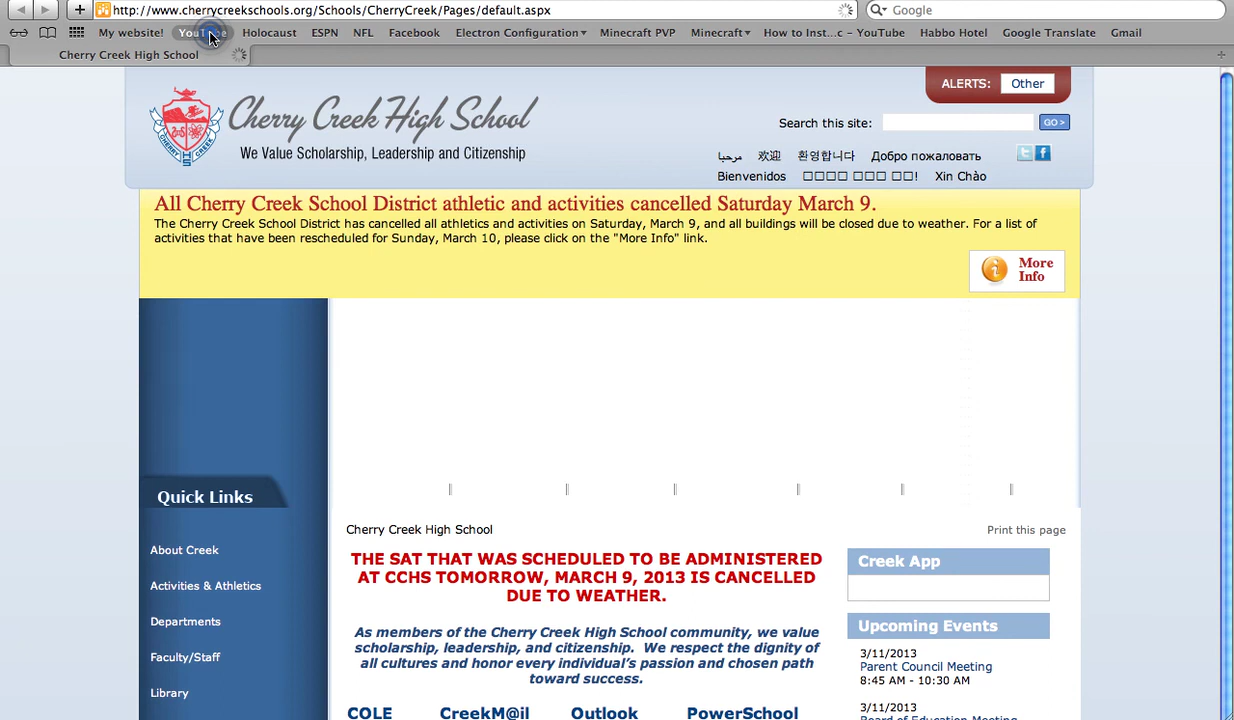 http://www.cherrycreekschools.org/Schools/CherryCreek/Pages/default.aspx
Google
My website! YouTube Holocaust ESPN NFL Facebook Electron Configuration Minecraft PVP Minecraft How to Inst...c - YouTube Habbo Hotel Google Translate Gmail
Cherry Creek High School
ALERTS: Other
Cherry Creek High School
We Value Scholarship, Leadership and Citizenship
Search this site: GO >
مرحبا 欢迎 환영합니다 Добро пожаловать
Bienvenidos □□□□ □□□ □□! Xin Chào
All Cherry Creek School District athletic and activities cancelled Saturday March 9.
The Cherry Creek School District has cancelled all athletics and activities on Saturday, March 9, and all buildings will be closed due to weather. For a list of
activities that have been rescheduled for Sunday, March 10, please click on the "More Info" link.
More
Info
Quick Links
About Creek
Activities & Athletics
Departments
Faculty/Staff
Library
Cherry Creek High School
Print this page
THE SAT THAT WAS SCHEDULED TO BE ADMINISTERED
AT CCHS TOMORROW, MARCH 9, 2013 IS CANCELLED
DUE TO WEATHER.
As members of the Cherry Creek High School community, we value
scholarship, leadership, and citizenship. We respect the dignity of
all cultures and honor every individual's passion and chosen path
toward success.
COLE CreekM@il Outlook PowerSchool
Creek App
Upcoming Events
3/11/2013
Parent Council Meeting
8:45 AM - 10:30 AM
3/11/2013
Board of Education Meeting